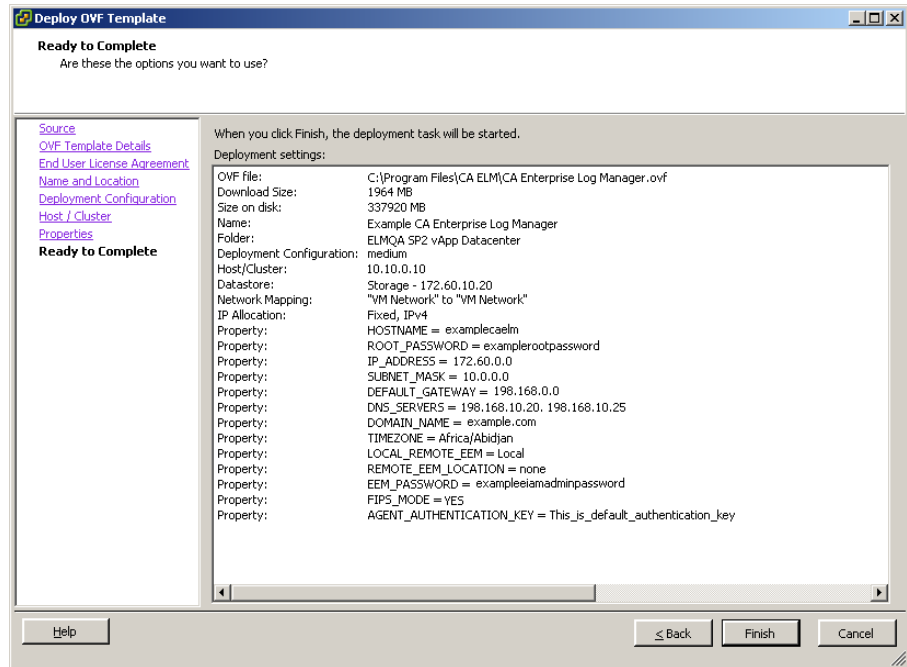 Deploy OVF Template
Ready to Complete
Are these the options you want to use?
Source
OVF Template Details
End User License Agreement
Name and Location
Deployment Configuration
Host / Cluster
Properties
Ready to Complete
When you click Finish, the deployment task will be started.
Deployment settings:
OVF file: C:\Program Files\CA ELM\CA Enterprise Log Manager.ovf
Download Size: 1964 MB
Size on disk: 337920 MB
Name: Example CA Enterprise Log Manager
Folder: ELMQA SP2 vApp Datacenter
Deployment Configuration: medium
Host/Cluster: 10.10.0.10
Datastore: Storage - 172.60.10.20
Network Mapping: "VM Network" to "VM Network"
IP Allocation: Fixed, IPv4
Property: HOSTNAME = examplecaelm
Property: ROOT_PASSWORD = examplerootpassword
Property: IP_ADDRESS = 172.60.0.0
Property: SUBNET_MASK = 10.0.0.0
Property: DEFAULT_GATEWAY = 198.168.0.0
Property: DNS_SERVERS = 198.168.10.20. 198.168.10.25
Property: DOMAIN_NAME = example.com
Property: TIMEZONE = Africa/Abidjan
Property: LOCAL_REMOTE_EEM = Local
Property: REMOTE_EEM_LOCATION = none
Property: EEM_PASSWORD = exampleeiamadminpassword
Property: FIPS_MODE = YES
Property: AGENT_AUTHENTICATION_KEY = This_is_default_authentication_key
Help
≤ Back
Finish
Cancel